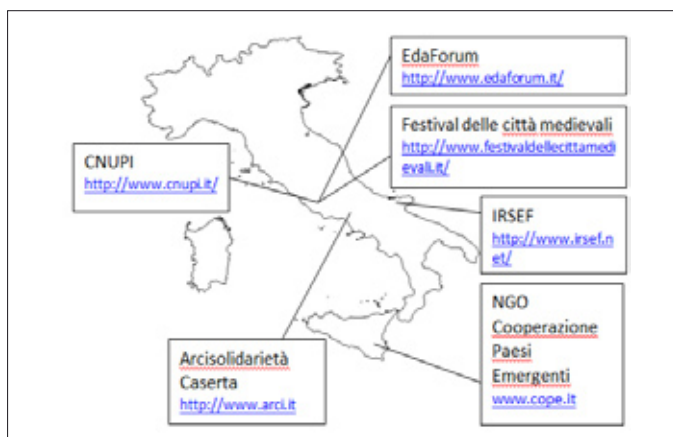 EdaForum
http://www.edaforum.it/
Festival delle città medievali
http://www.festivaldellecittamedi
evali.it/
CNUPI
http://www.cnupi.it/
IRSEF
http://www.irsef.n
et/
NGO
Cooperazione
Paesi
Emergenti
www.cope.it
Arcisolidarietà
Caserta
http://www.arci.it